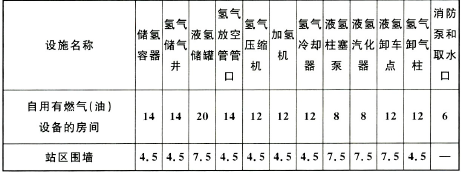 设施名称 储氢容器 氢气储气井 液氢储罐 氢气放空管管口 氢气压缩机 加氢机 氢气冷却器 液氢柱塞泵 液氢汽化器 液氢卸车点 氢气卸气柱 消防泵和取水口
自用有燃气(油)设备的房间 14 14 20 14 12 12 12 8 8 12 12 6
站区围墙 4.5 4.5 7.5 4.5 4.5 4.5 4.5 7.5 7.5 7.5 4.5 —